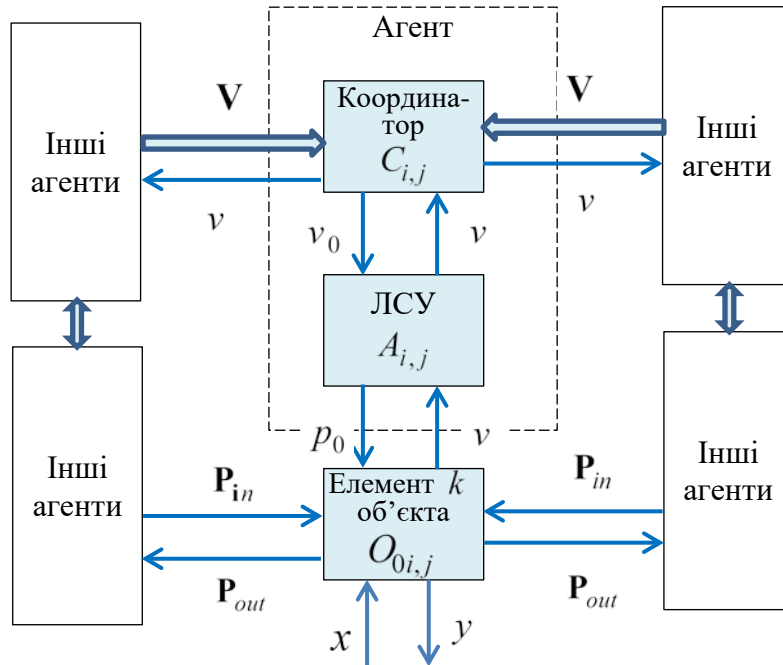 Агент
V
V
Координа-
тор
C_{i,j}
Інші
агенти
Інші
агенти
v
v
v_0
v
ЛСУ
A_{i,j}
p_0
v
Інші
агенти
Інші
агенти
P_{in}
P_{in}
Елемент k
об’єкта
O_{0i,j}
P_{out}
P_{out}
x
y